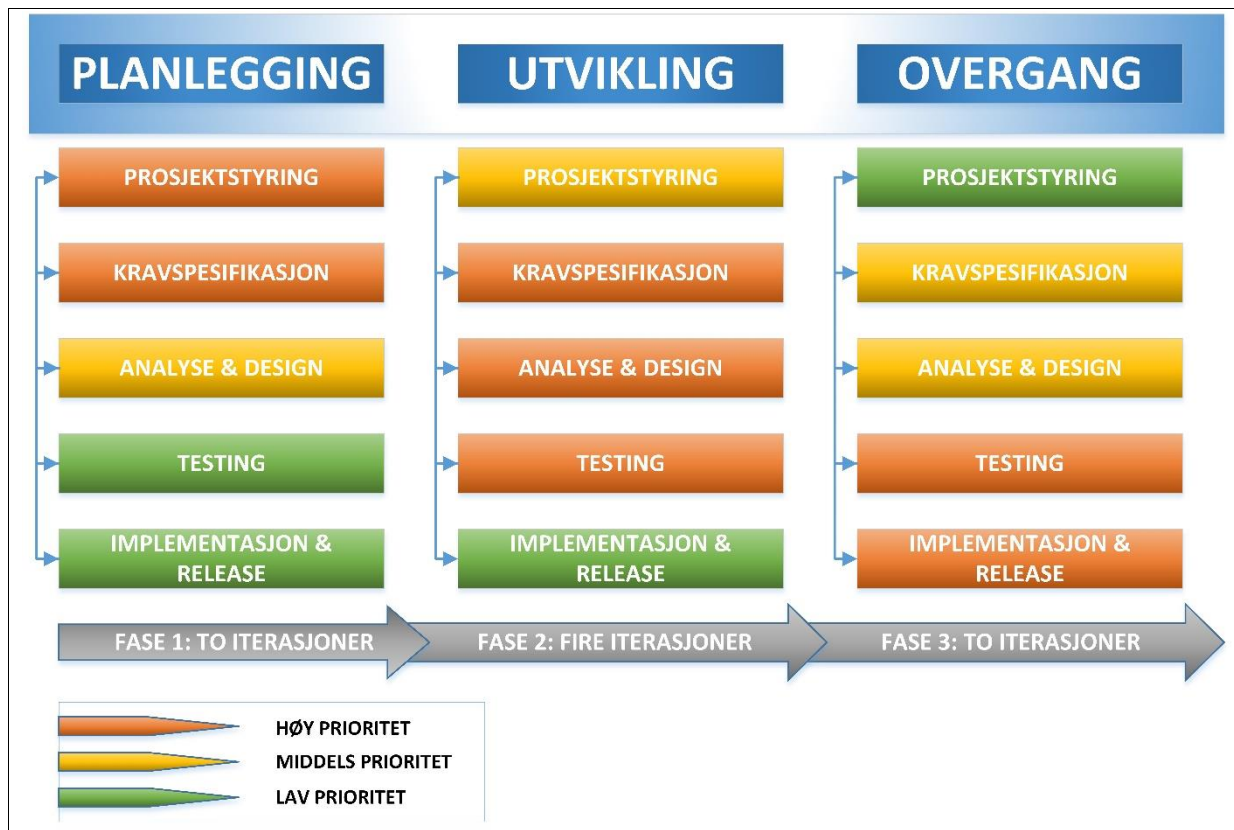 PLANLEGGING
UTVIKLING
OVERGANG
PROSJEKTSTYRING
PROSJEKTSTYRING
PROSJEKTSTYRING
KRAVSPESIFIKASJON
KRAVSPESIFIKASJON
KRAVSPESIFIKASJON
ANALYSE & DESIGN
ANALYSE & DESIGN
ANALYSE & DESIGN
TESTING
TESTING
TESTING
IMPLEMENTASJON &
RELEASE
IMPLEMENTASJON &
RELEASE
IMPLEMENTASJON &
RELEASE
FASE 1: TO ITERASJONER
FASE 2: FIRE ITERASJONER
FASE 3: TO ITERASJONER
HØY PRIORITET
MIDDELS PRIORITET
LAV PRIORITET